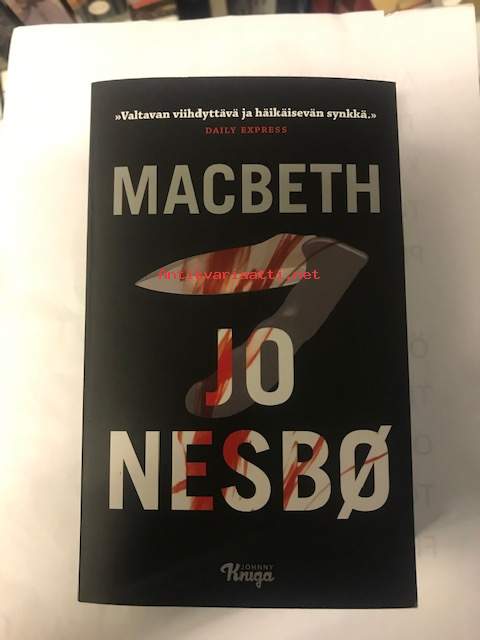 »Valtavan viihdyttävä ja häikäisevän synkkä.»
DAILY EXPRESS
MACBETH
Antikvariaatti.net
JO
NESBØ
JOHNNY
Kniga